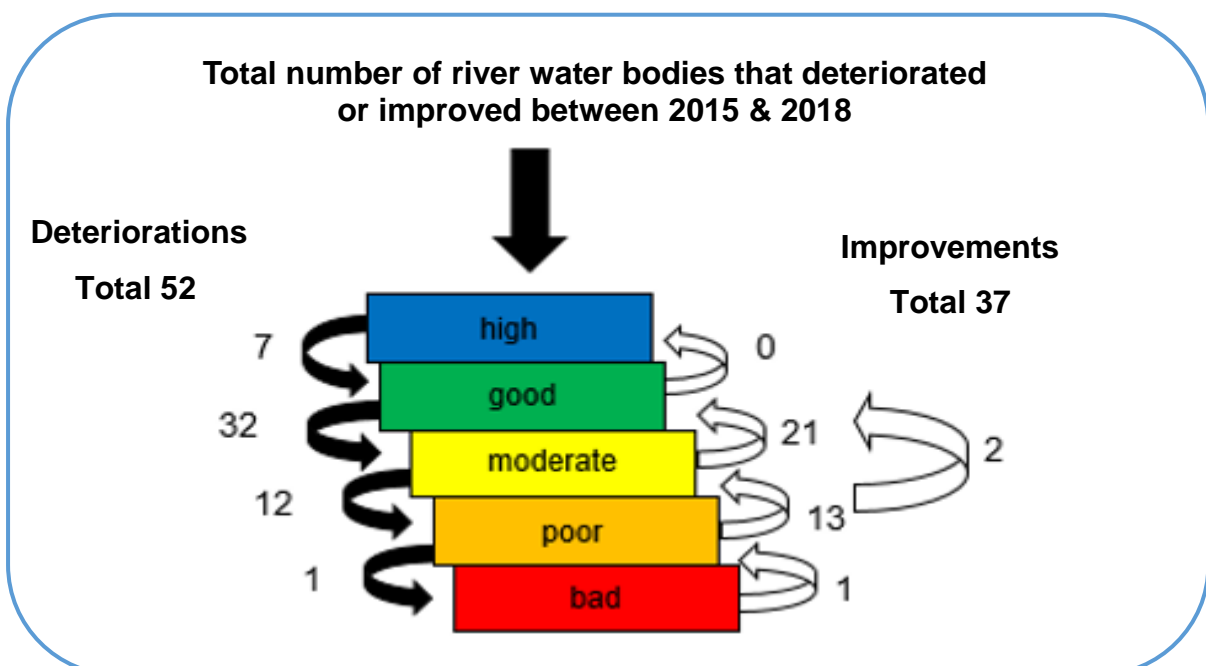 Total number of river water bodies that deteriorated
or improved between 2015 & 2018
Deteriorations
Total 52
Improvements
Total 37
high
7
0
good
32
21
moderate
2
12
13
poor
1
1
bad